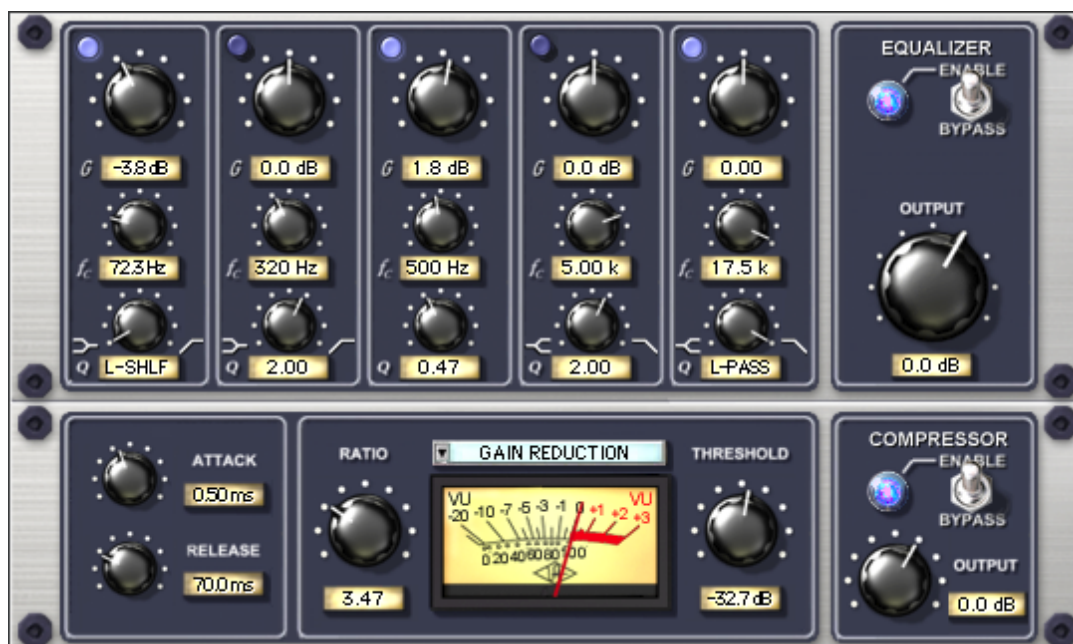 EQUALIZER
ENABLE
BYPASS
G -3.8 dB G 0.0 dB G 1.8 dB G 0.0 dB G 0.00
OUTPUT
fc 72.3 Hz fc 320 Hz fc 500 Hz fc 5.00 k fc 17.5 k
Q L-SHLF Q 2.00 Q 0.47 Q 2.00 Q L-PASS
0.0 dB
ATTACK
0.50 ms
RELEASE
70.0 ms
RATIO
3.47
GAIN REDUCTION
VU VU
-20 -10 -7 -5 -3 -1 0 +1 +2 +3
0 20 40 60 80 100
THRESHOLD
-32.7 dB
COMPRESSOR
ENABLE
BYPASS
OUTPUT
0.0 dB